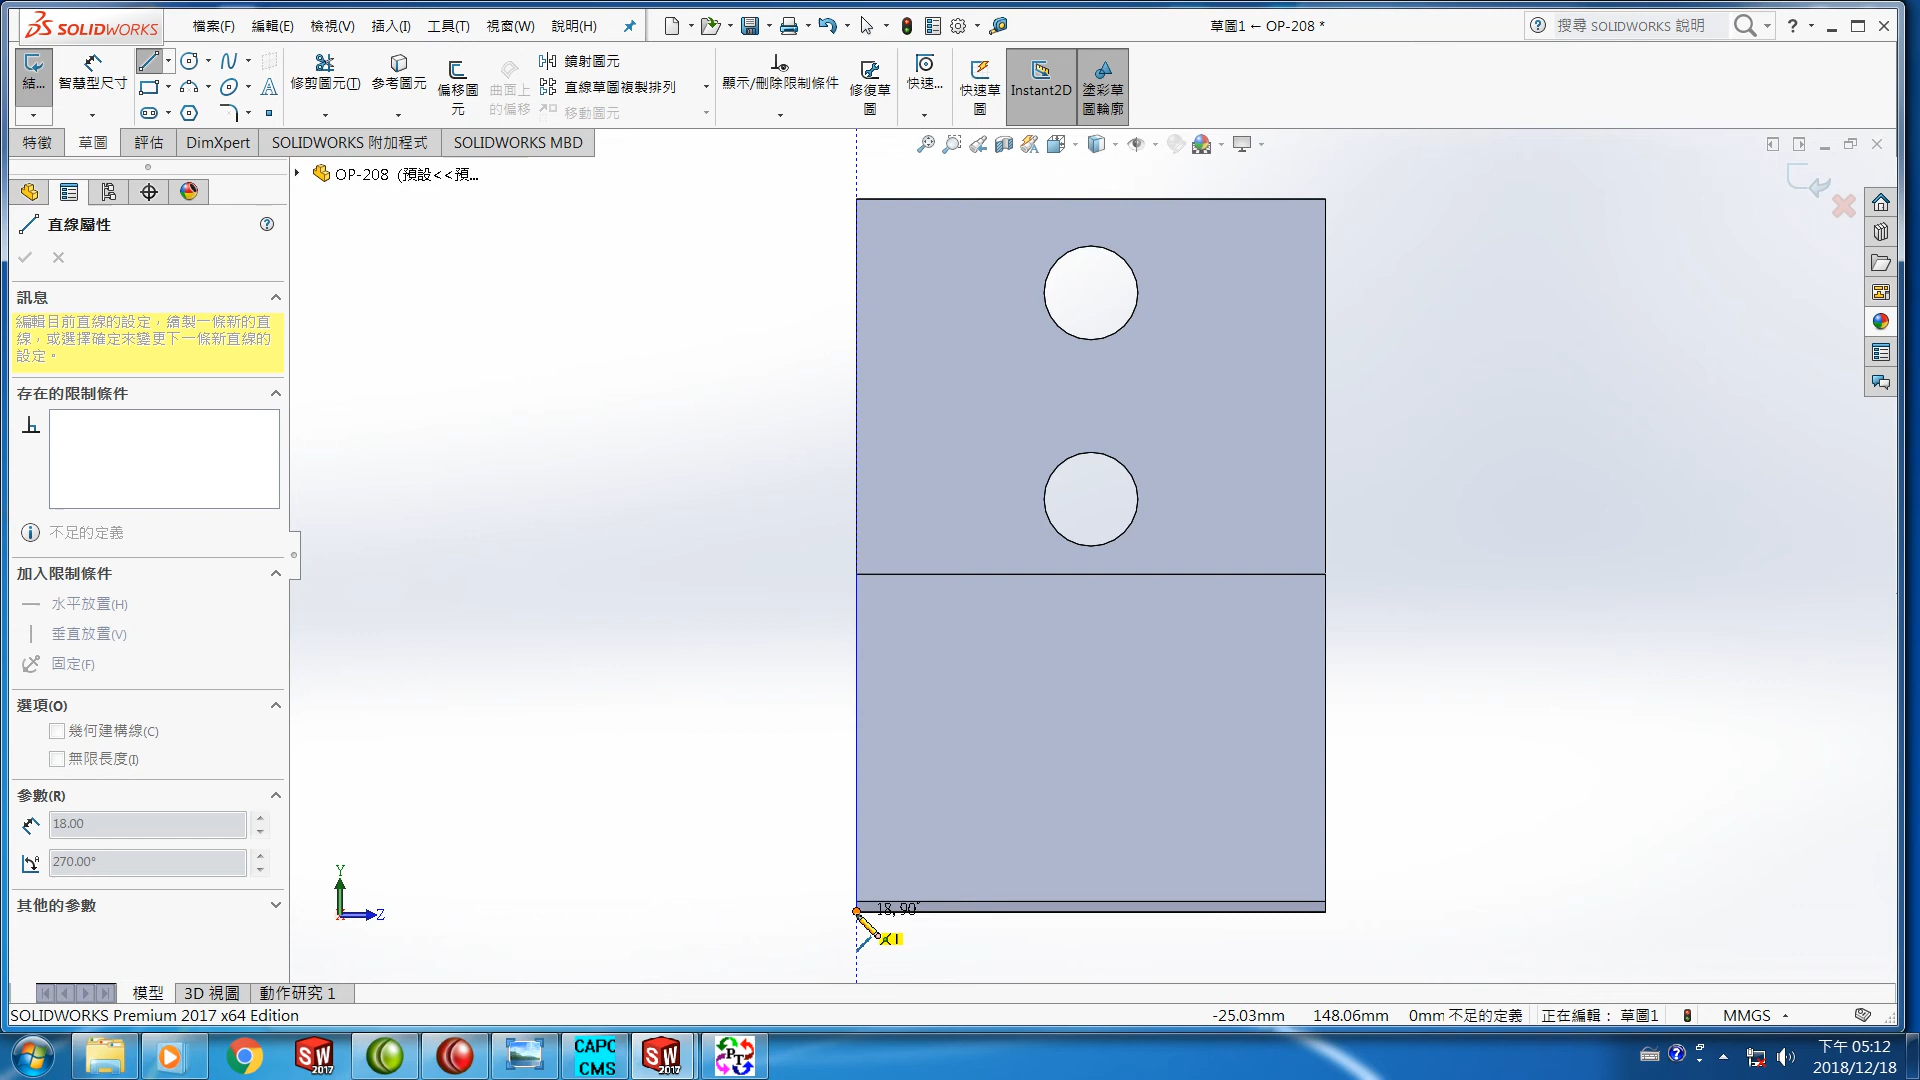 SOLIDWORKS 檔案(F) 編輯(E) 檢視(V) 插入(I) 工具(T) 視窗(W) 說明(H) 草圖1 ← OP-208 * 搜尋 SOLIDWORKS 說明
結... 智慧型尺寸 修剪圖元(T) 參考圖元 偏移圖元 曲面上的偏移 鏡射圖元 直線草圖複製排列 移動圖元 顯示/刪除限制條件 修復草圖 快速... 快速草圖 Instant2D 塗彩草圖輪廓
特徵 草圖 評估 DimXpert SOLIDWORKS 附加程式 SOLIDWORKS MBD
OP-208 (預設<<預...
直線屬性
訊息
編輯目前直線的設定，繪製一條新的直
線，或選擇確定來變更下一條新直線的
設定。
存在的限制條件
不足的定義
加入限制條件
水平放置(H)
垂直放置(V)
固定(F)
選項(O)
幾何建構線(C)
無限長度(I)
參數(R)
18.00
270.00°
其他的參數
Y
Z
18, 90°
模型 3D 視圖 動作研究 1
SOLIDWORKS Premium 2017 x64 Edition -25.03mm 148.06mm 0mm 不足的定義 正在編輯： 草圖1 MMGS
SW 2017 CAPC CMS SW 2017 PT
下午 05:12
2018/12/18